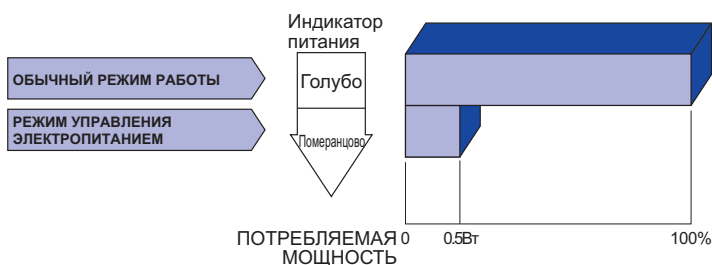 Индикатор
питания
ОБЫЧНЫЙ РЕЖИМ РАБОТЫ
Голубо
РЕЖИМ УПРАВЛЕНИЯ
ЭЛЕКТРОПИТАНИЕМ
Померанцово
ПОТРЕБЛЯЕМАЯ
МОЩНОСТЬ
0 0.5Вт 100%